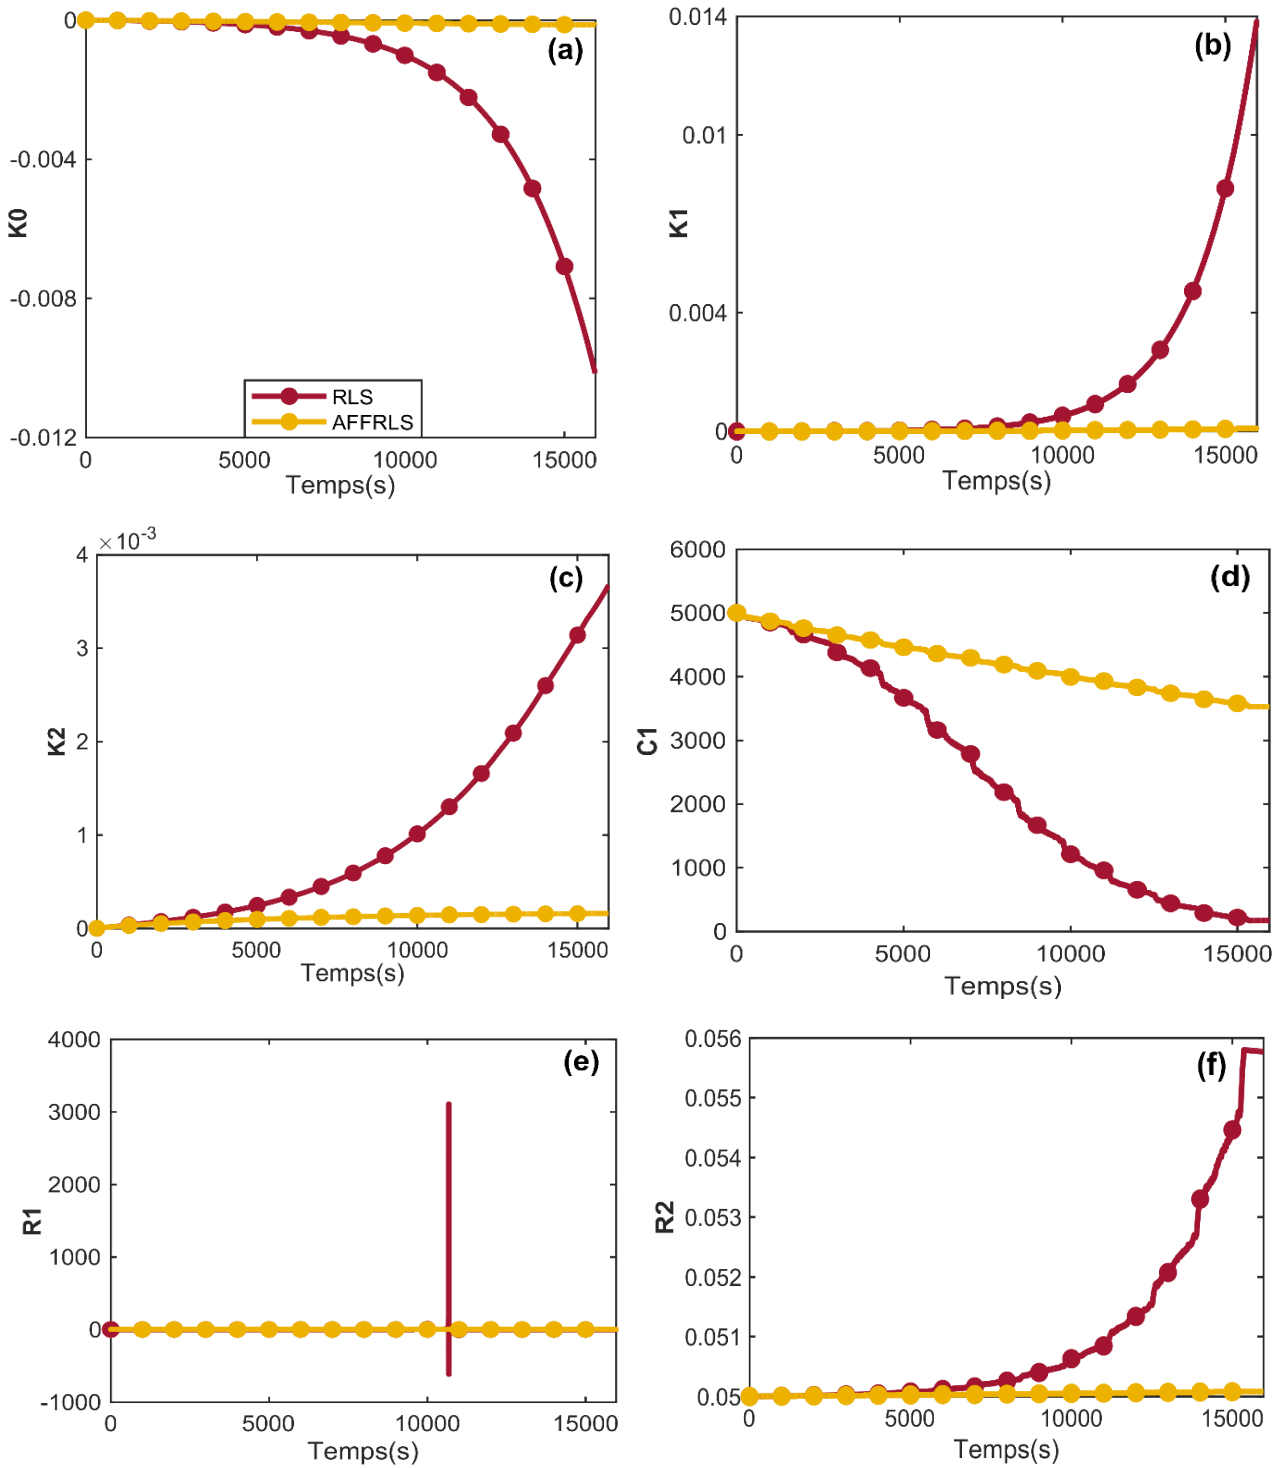 0
-0.004
-0.008
-0.012
K0
(a)
RLS
AFFRLS
0 5000 10000 15000
Temps(s)
0.014
0.01
0.004
0
K1
(b)
0 5000 10000 15000
Temps(s)
×10-3
4
3
2
1
0
K2
(c)
0 5000 10000 15000
Temps(s)
6000
5000
4000
3000
2000
1000
0
C1
(d)
0 5000 10000 15000
Temps(s)
4000
3000
2000
1000
0
-1000
R1
(e)
0 5000 10000 15000
Temps(s)
0.056
0.055
0.054
0.053
0.052
0.051
0.05
R2
(f)
0 5000 10000 15000
Temps(s)